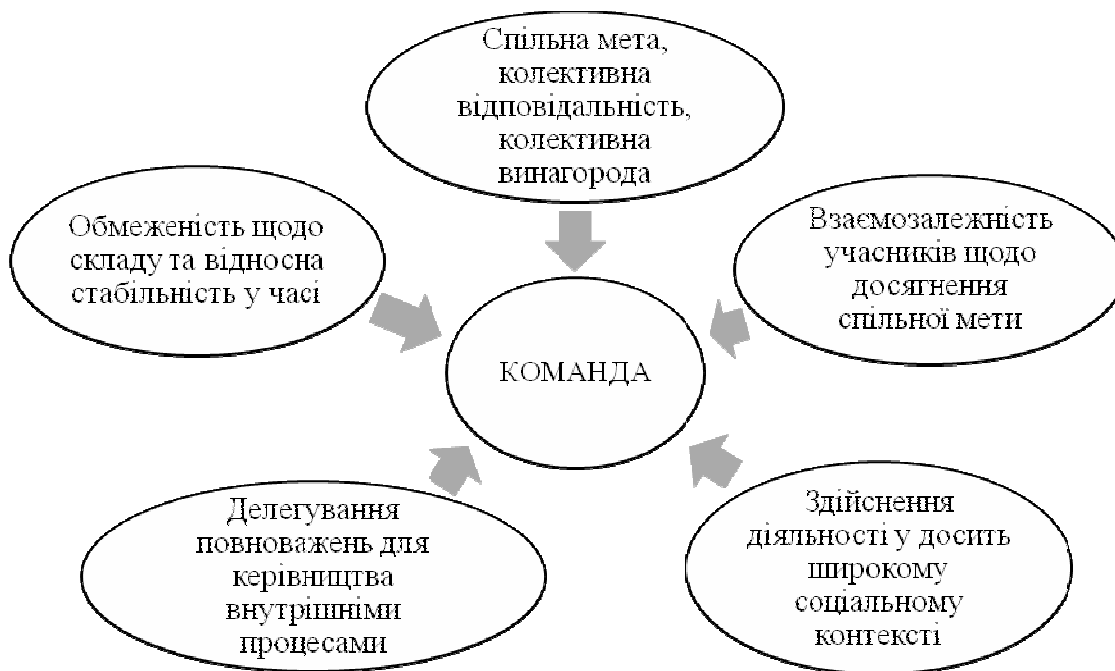 Спільна мета,
колективна
відповідальність,
колективна
винагорода
Обмеженість щодо
складу та відносна
стабільність у часі
Взаємозалежність
учасників щодо
досягнення
спільної мети
КОМАНДА
Делегування
повноважень для
керівництва
внутрішніми
процесами
Здійснення
діяльності у досить
широкому
соціальному
контексті